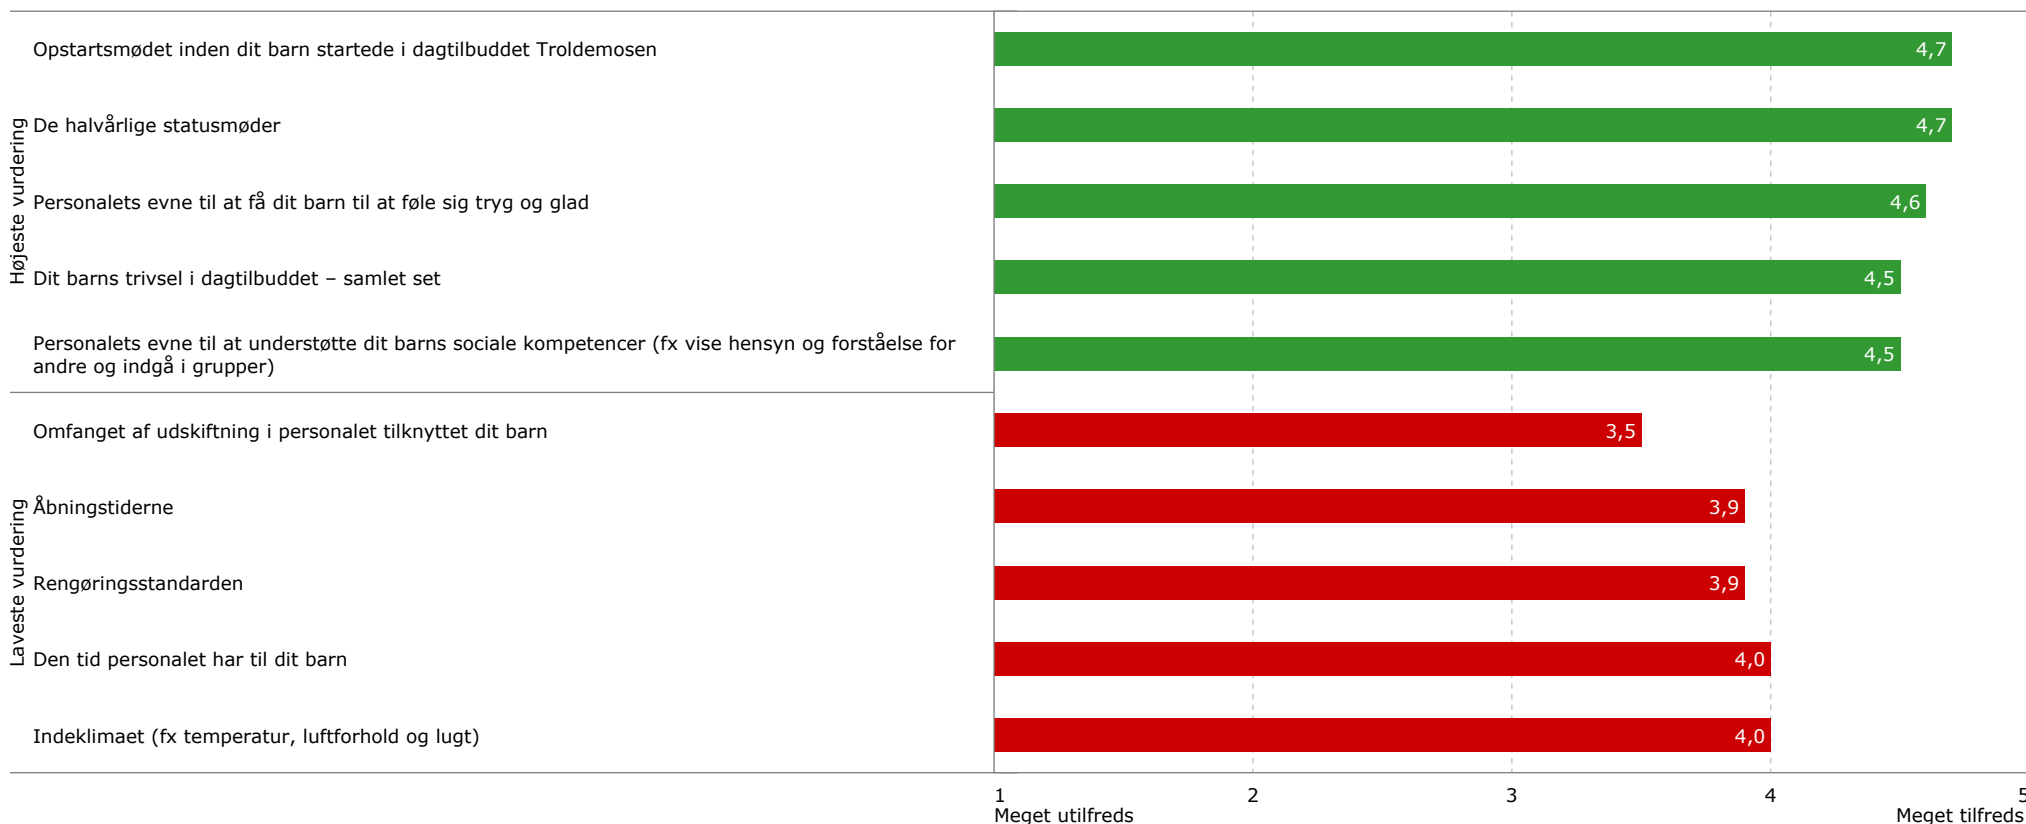 Højeste vurdering
Opstartsmødet inden dit barn startede i dagtilbuddet Troldemosen
4,7
De halvårlige statusmøder
4,7
Personalets evne til at få dit barn til at føle sig tryg og glad
4,6
Dit barns trivsel i dagtilbuddet – samlet set
4,5
Personalets evne til at understøtte dit barns sociale kompetencer (fx vise hensyn og forståelse for
andre og indgå i grupper)
4,5
Laveste vurdering
Omfanget af udskiftning i personalet tilknyttet dit barn
3,5
Åbningstiderne
3,9
Rengøringsstandarden
3,9
Den tid personalet har til dit barn
4,0
Indeklimaet (fx temperatur, luftforhold og lugt)
4,0
1 2 3 4 5
Meget utilfreds Meget tilfreds